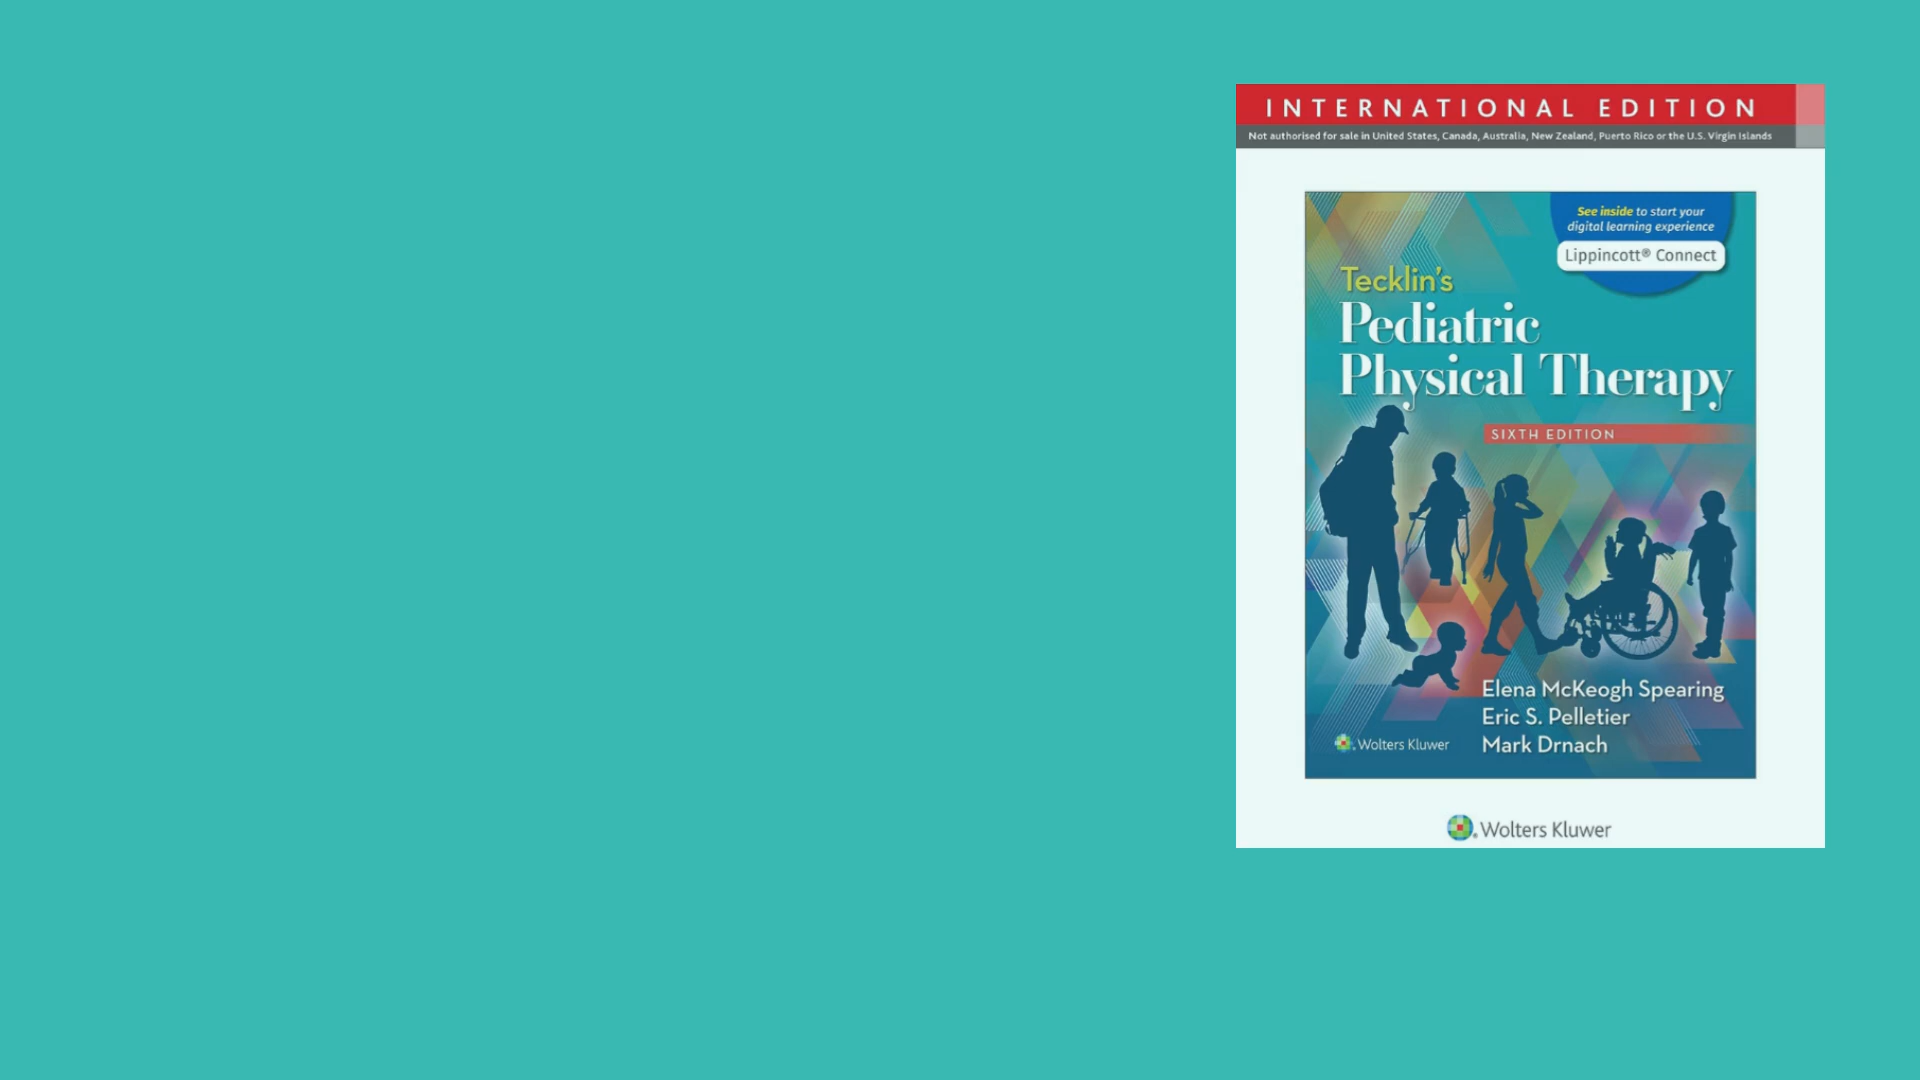 INTERNATIONAL EDITION
Not authorised for sale in United States, Canada, Australia, New Zealand, Puerto Rico or the U.S. Virgin Islands
See inside to start your
digital learning experience
Lippincott® Connect
Tecklin's
Pediatric
Physical Therapy
SIXTH EDITION
Elena McKeogh Spearing
Eric S. Pelletier
Mark Drnach
Wolters Kluwer
Wolters Kluwer